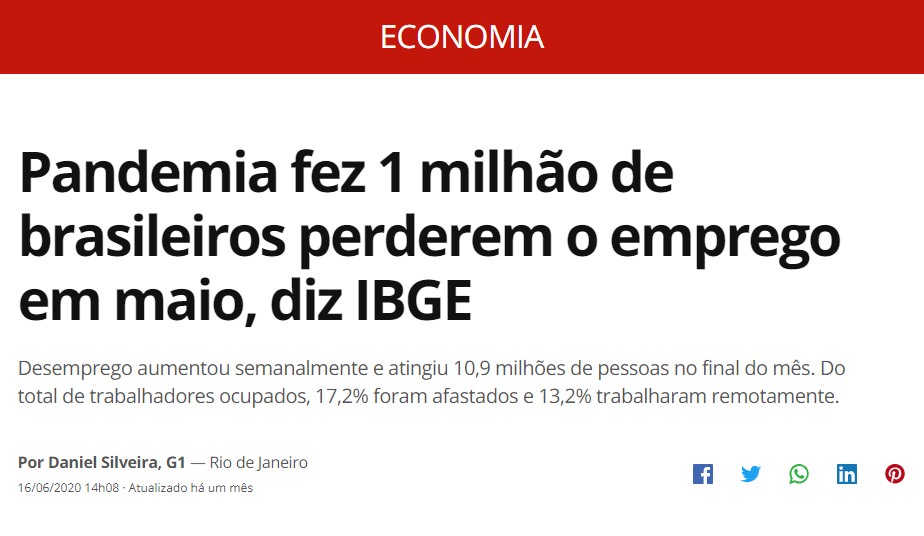 ECONOMIA
Pandemia fez 1 milhão de
brasileiros perderem o emprego
em maio, diz IBGE
Desemprego aumentou semanalmente e atingiu 10,9 milhões de pessoas no final do mês. Do
total de trabalhadores ocupados, 17,2% foram afastados e 13,2% trabalharam remotamente.
Por Daniel Silveira, G1 — Rio de Janeiro
16/06/2020 14h08 · Atualizado há um mês